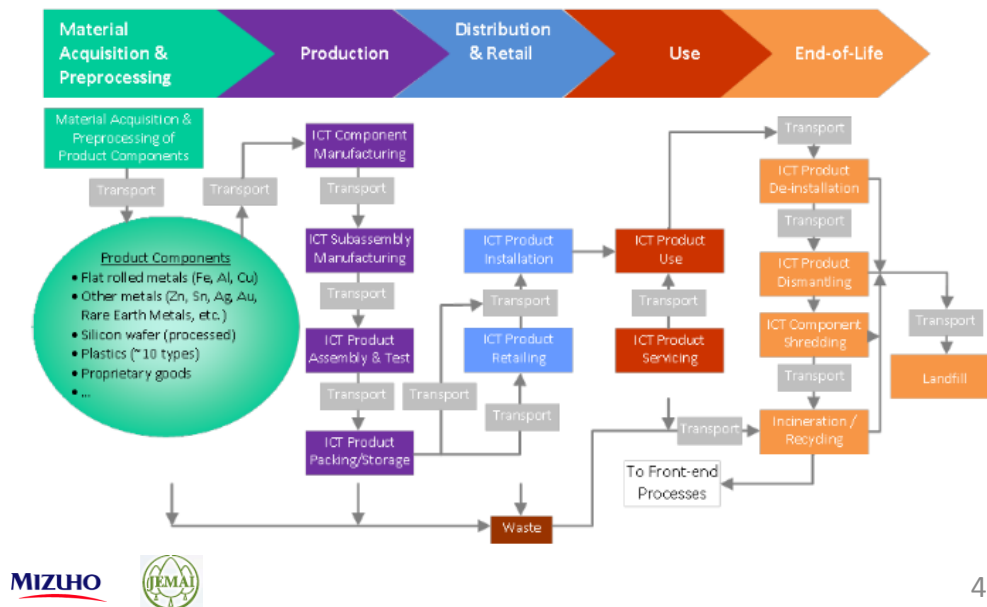 Material
Acquisition &
Preprocessing
Production
Distribution
& Retail
Use
End-of-Life
Material Acquisition &
Preprocessing of
Product Components
Transport
Transport
Product Components
• Flat rolled metals (Fe, Al, Cu)
• Other metals (Zn, Sn, Ag, Au,
Rare Earth Metals, etc.)
• Silicon wafer (processed)
• Plastics (~10 types)
• Proprietary goods
• ...
ICT Component
Manufacturing
Transport
ICT Subassembly
Manufacturing
Transport
ICT Product
Assembly & Test
Transport
ICT Product
Packing/Storage
Transport
ICT Product
Installation
Transport
ICT Product
Retailing
Transport
ICT Product
Use
Transport
ICT Product
Servicing
Transport
Transport
ICT Product
De-installation
Transport
ICT Product
Dismantling
ICT Component
Shredding
Transport
Incineration /
Recycling
Transport
Landfill
To Front-end
Processes
Waste
MIZUHO
JEMAI
4